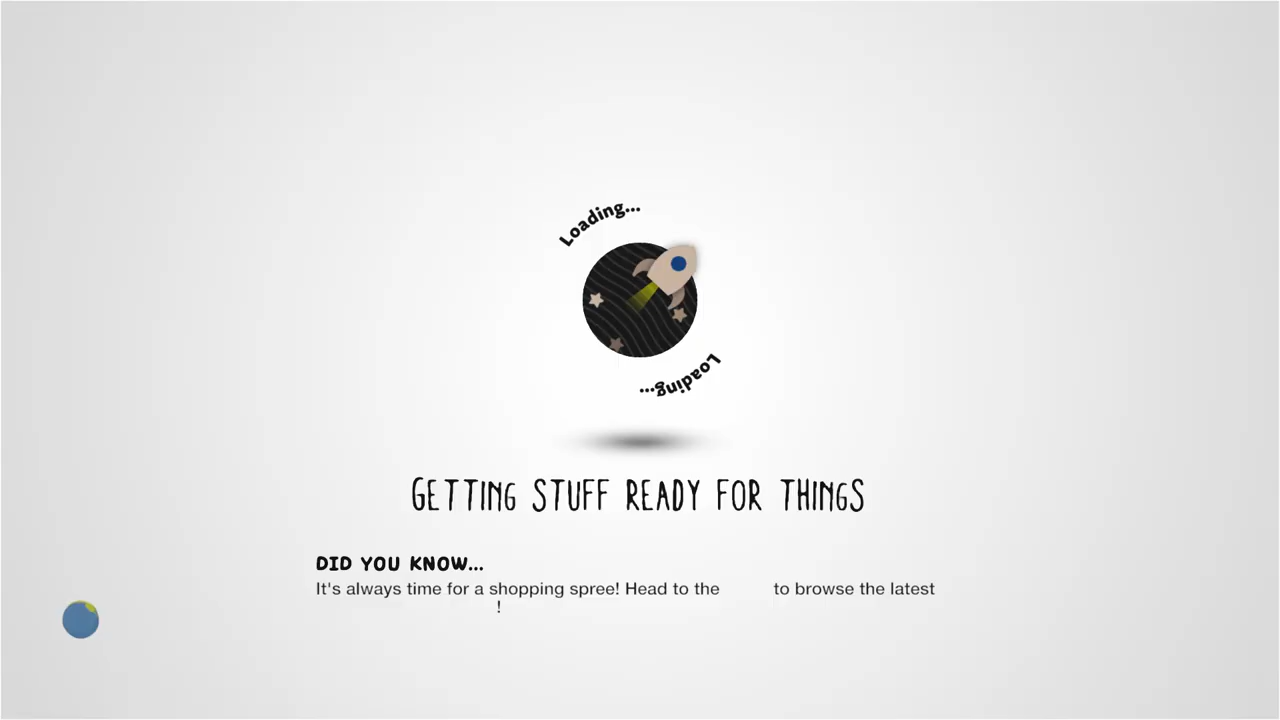 Loading...
Loading...
GETTING STUFF READY FOR THINGS
DID YOU KNOW...
It's always time for a shopping spree! Head to the to browse the latest
!